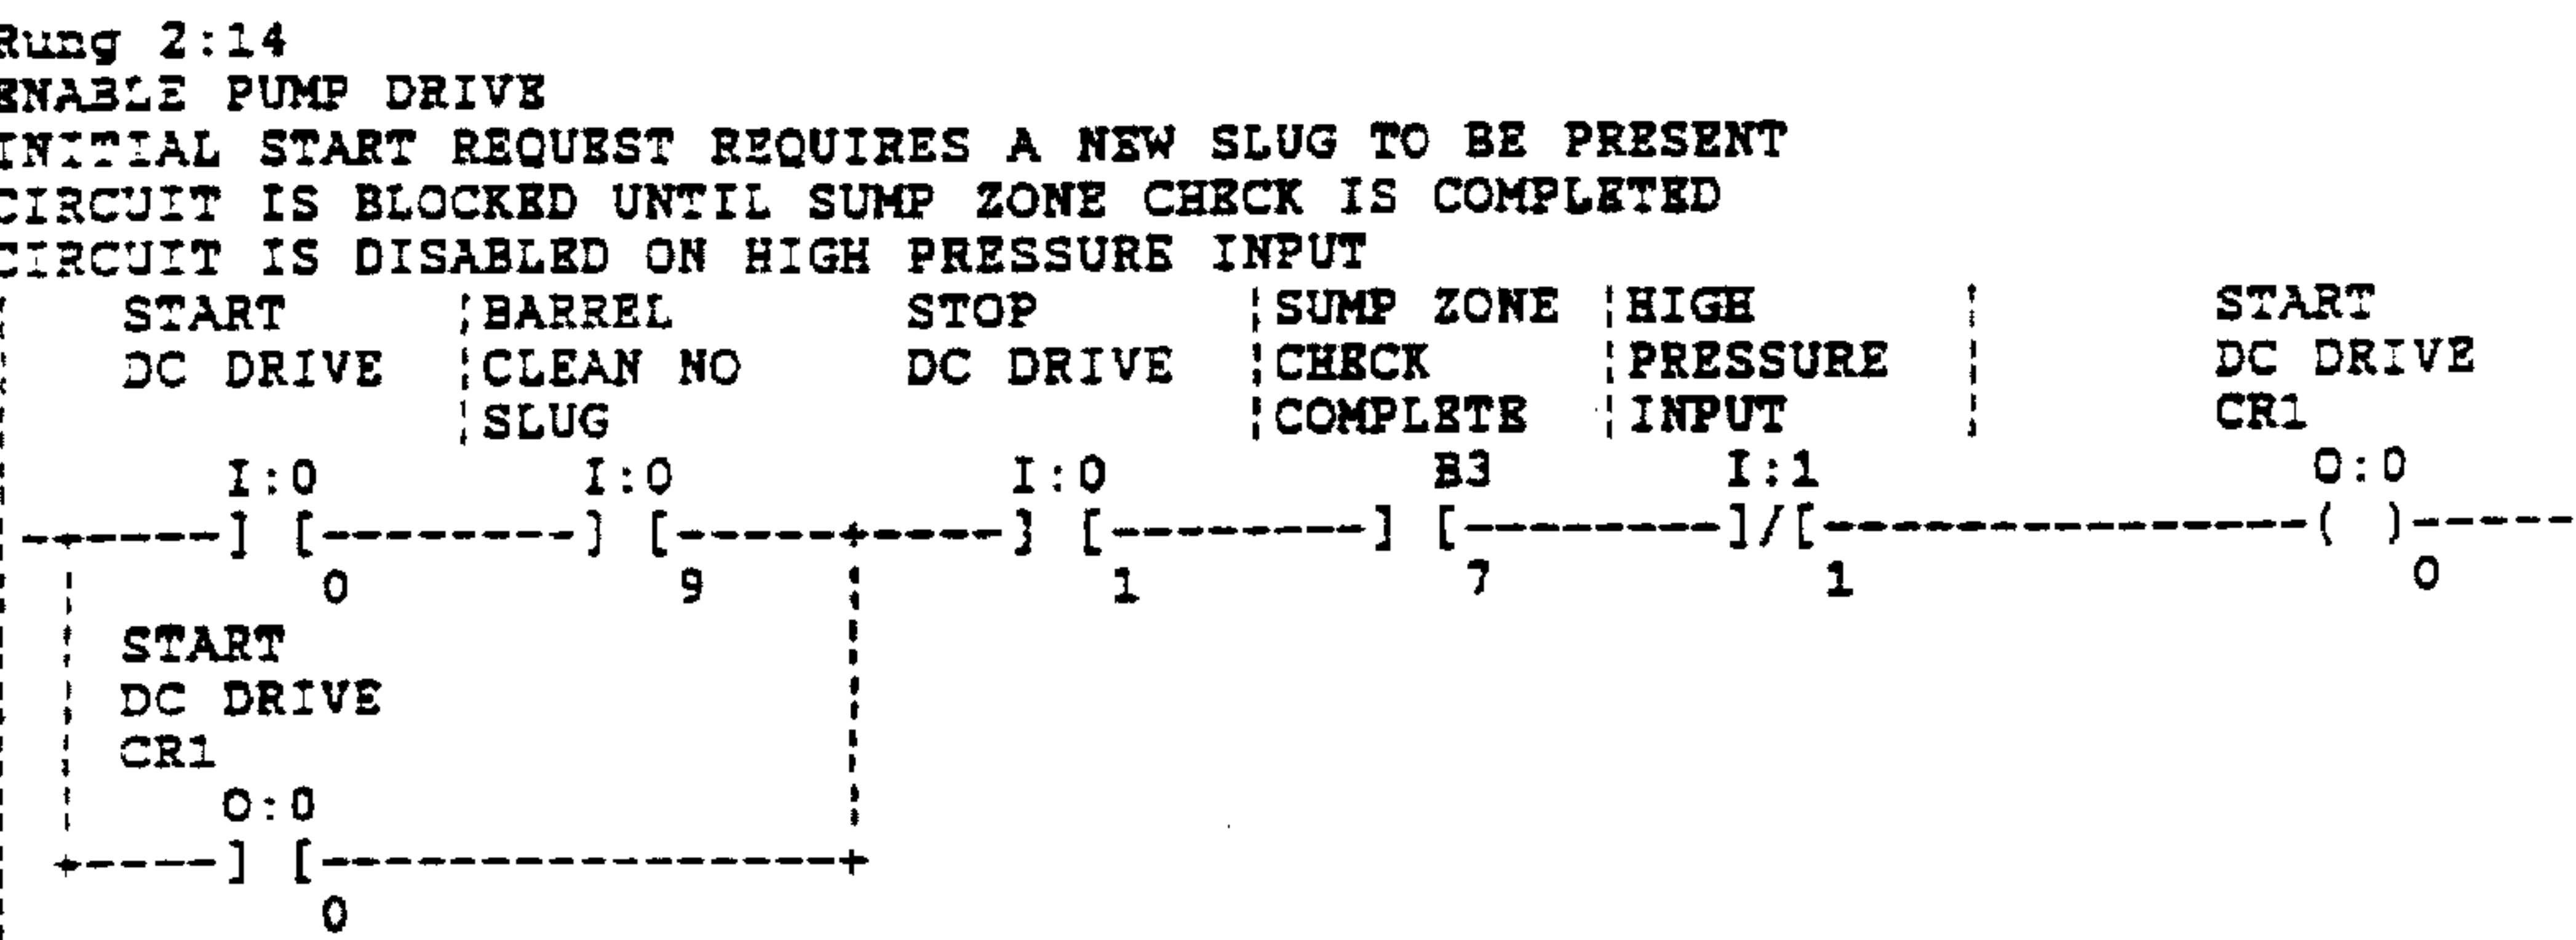 Rung 2:14
ENABLE PUMP DRIVE
INITIAL START REQUEST REQUIRES A NEW SLUG TO BE PRESENT
CIRCUIT IS BLOCKED UNTIL SUMP ZONE CHECK IS COMPLETED
CIRCUIT IS DISABLED ON HIGH PRESSURE INPUT
START BARREL STOP SUMP ZONE HIGH START
DC DRIVE CLEAN NO DC DRIVE CHECK PRESSURE DC DRIVE
SLUG COMPLETE INPUT CR1
I:0 I:0 I:0 B3 I:1 O:0
] [ ] [ ] [ ] [ ]/[ ( )
0 9 1 7 1 0
START
DC DRIVE
CR1
O:0
] [
0